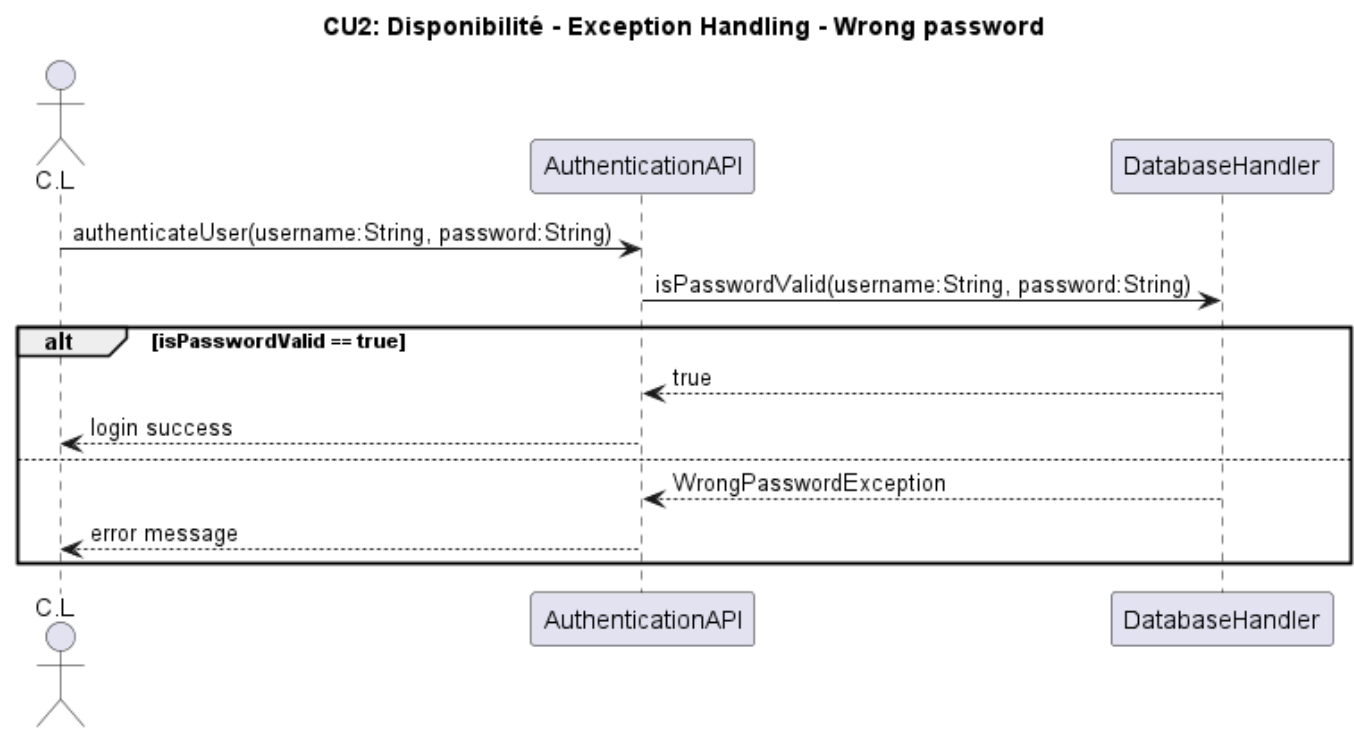 CU2: Disponibilité - Exception Handling - Wrong password
C.L
AuthenticationAPI
DatabaseHandler
authenticateUser(username:String, password:String)
isPasswordValid(username:String, password:String)
alt
[isPasswordValid == true]
true
login success
WrongPasswordException
error message
C.L
AuthenticationAPI
DatabaseHandler